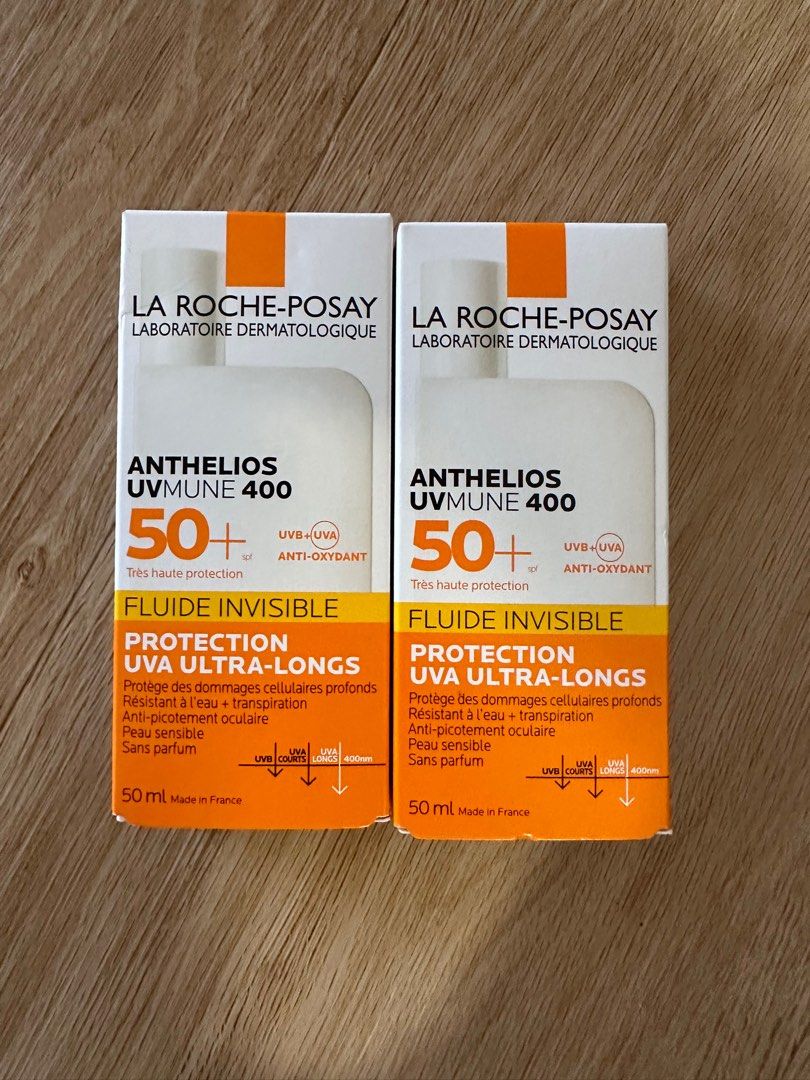 LA ROCHE-POSAY
LABORATOIRE DERMATOLOGIQUE
ANTHELIOS
UVMUNE 400
50+ spf
UVB+UVA
ANTI-OXYDANT
Très haute protection
FLUIDE INVISIBLE
PROTECTION
UVA ULTRA-LONGS
Protège des dommages cellulaires profonds
Résistant à l'eau + transpiration
Anti-picotement oculaire
Peau sensible
Sans parfum
UVB UVA COURTS UVA LONGS 400nm
50 ml Made in France
LA ROCHE-POSAY
LABORATOIRE DERMATOLOGIQUE
ANTHELIOS
UVMUNE 400
50+ spf
UVB+UVA
ANTI-OXYDANT
Très haute protection
FLUIDE INVISIBLE
PROTECTION
UVA ULTRA-LONGS
Protège des dommages cellulaires profonds
Résistant à l'eau + transpiration
Anti-picotement oculaire
Peau sensible
Sans parfum
UVB UVA COURTS UVA LONGS 400nm
50 ml Made in France